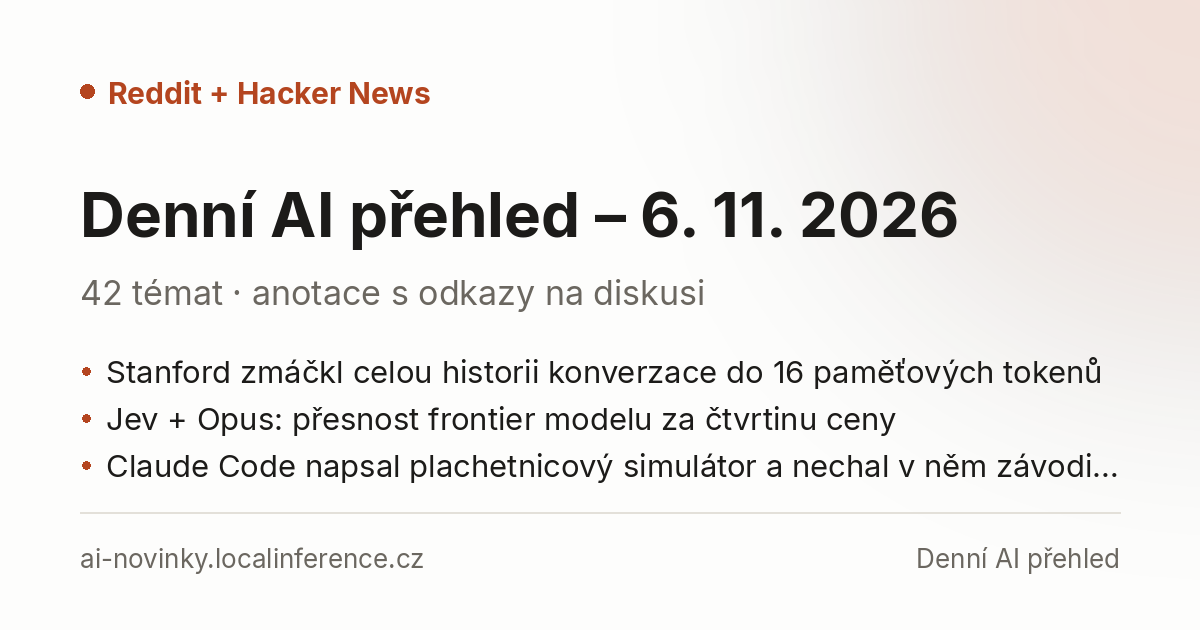 Reddit + Hacker News
Denní AI přehled – 6. 11. 2026
42 témat · anotace s odkazy na diskusi
• Stanford zmáčkl celou historii konverzace do 16 paměťových tokenů
• Jev + Opus: přesnost frontier modelu za čtvrtinu ceny
• Claude Code napsal plachetnicový simulátor a nechal v něm závodi…
ai-novinky.localinference.cz
Denní AI přehled